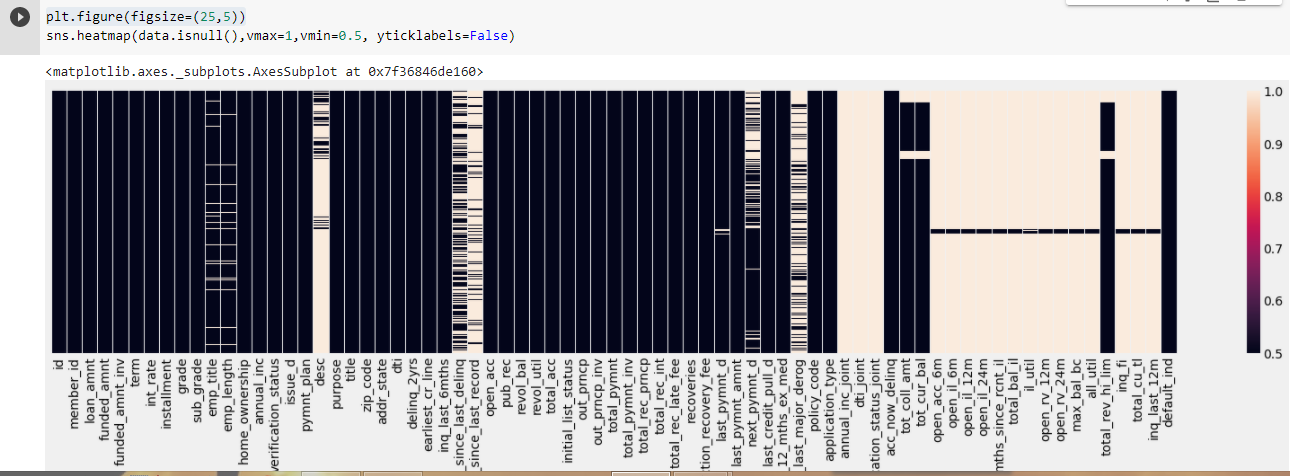 plt.figure(figsize=(25,5))
sns.heatmap(data.isnull(),vmax=1,vmin=0.5, yticklabels=False)
<matplotlib.axes._subplots.AxesSubplot at 0x7f36846de160>
1.0
0.9
0.8
0.7
0.6
0.5
id
member_id
loan_amnt
funded_amnt
funded_amnt_inv
term
int_rate
installment
grade
sub_grade
emp_title
emp_length
home_ownership
annual_inc
verification_status
issue_d
pymnt_plan
desc
purpose
title
zip_code
addr_state
dti
delinq_2yrs
earliest_cr_line
inq_last_6mths
_since_last_delinq
_since_last_record
open_acc
pub_rec
revol_bal
revol_util
total_acc
initial_list_status
out_prncp
out_prncp_inv
total_pymnt
total_pymnt_inv
total_rec_prncp
total_rec_int
total_rec_late_fee
recoveries
tion_recovery_fee
last_pymnt_d
last_pymnt_amnt
next_pymnt_d
last_credit_pull_d
12_mths_ex_med
_last_major_derog
policy_code
application_type
annual_inc_joint
dti_joint
ation_status_joint
acc_now_delinq
tot_coll_amt
tot_cur_bal
open_acc_6m
open_il_6m
open_il_12m
open_il_24m
mths_since_rcnt_il
total_bal_il
il_util
open_rv_12m
open_rv_24m
max_bal_bc
all_util
total_rev_hi_lim
inq_fi
total_cu_tl
inq_last_12m
default_ind